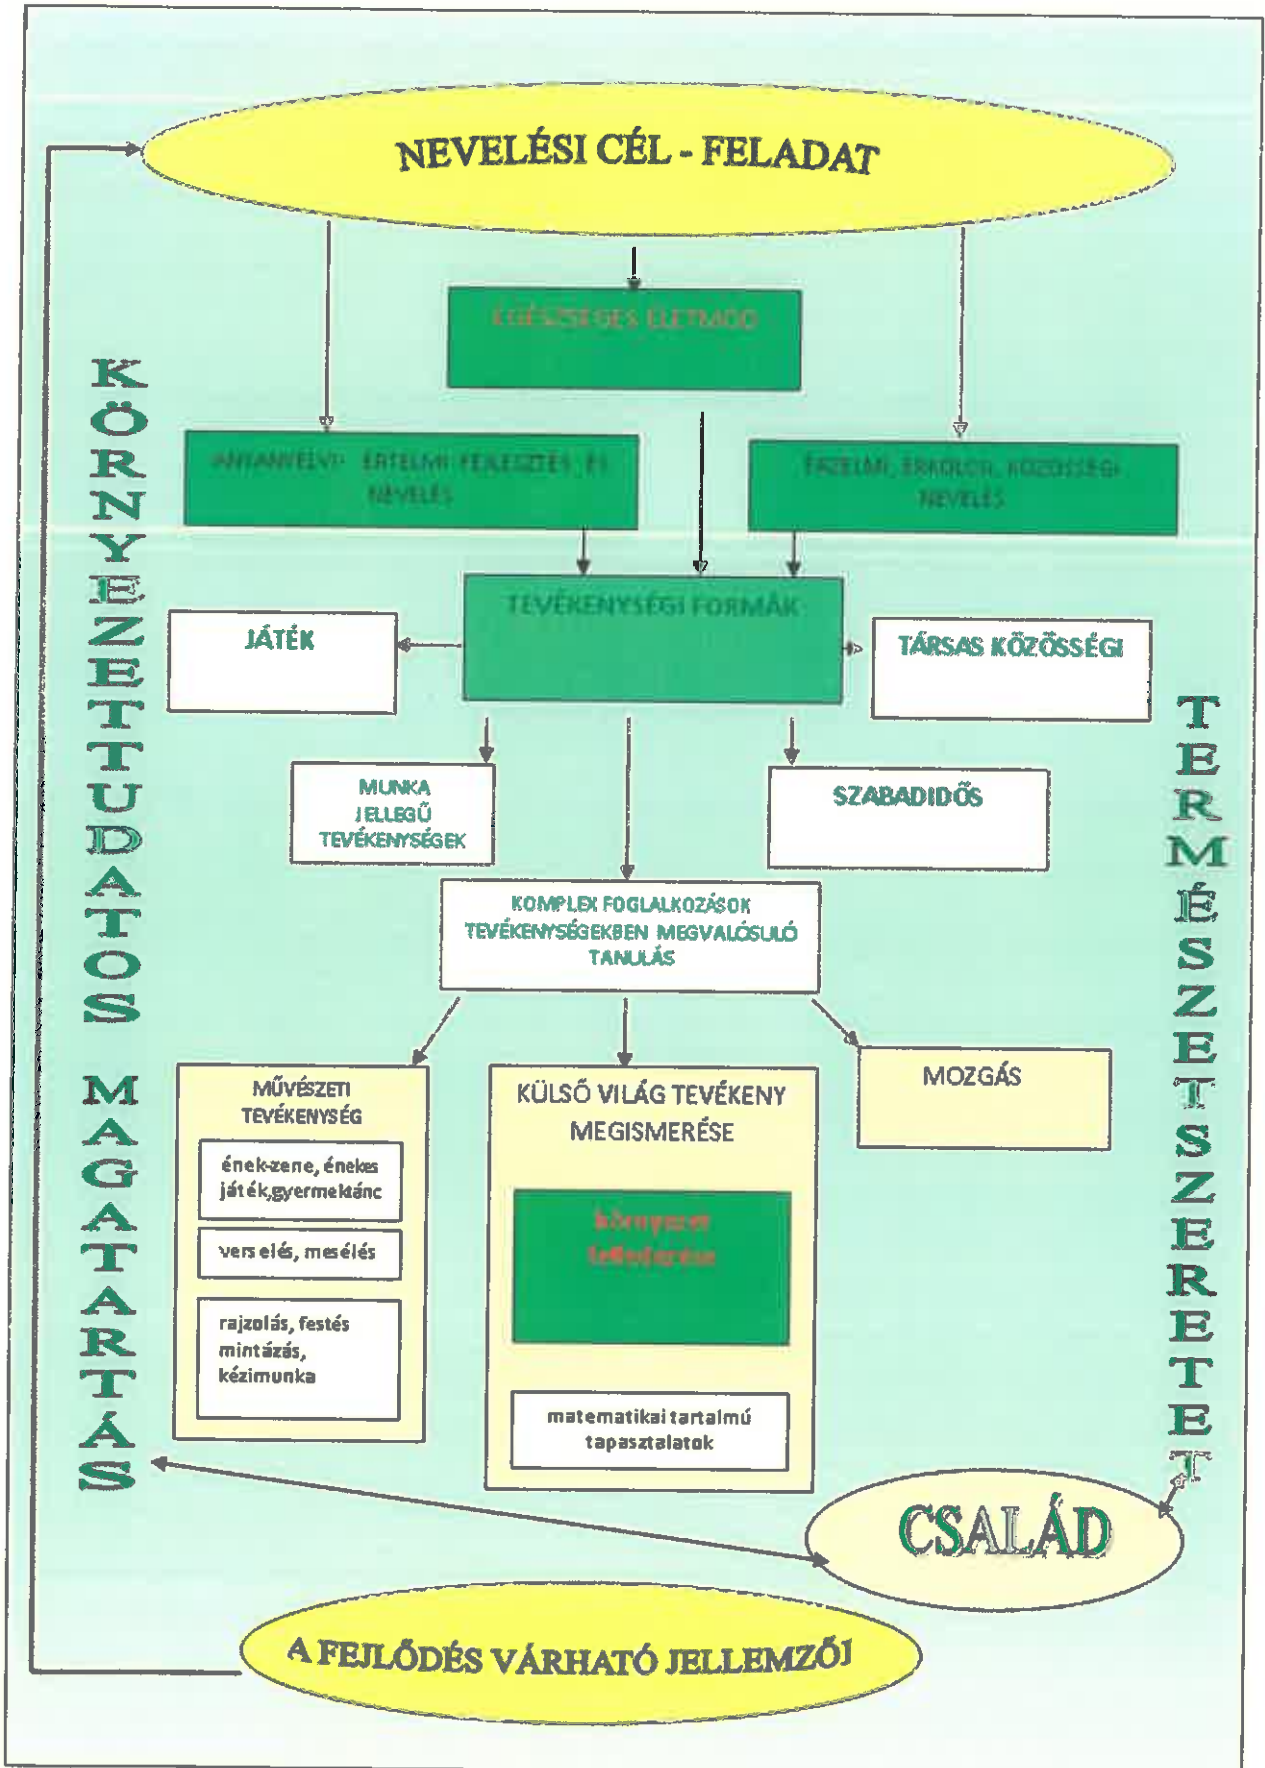 NEVELÉSI CÉL - FELADAT
EGÉSZSÉGES ÉLETMÓD
ANYANYELVI- ÉRTELMI FEJLESZTÉS ÉS
NEVELÉS
ÉRZELMI, ERKÖLCSI, KÖZÖSSÉGI
NEVELÉS
TEVÉKENYSÉGI FORMÁK
JÁTÉK
TÁRSAS KÖZÖSSÉGI
MUNKA
JELLEGŰ
TEVÉKENYSÉGEK
SZABADIDŐS
KOMPLEX FOGLALKOZÁSOK
TEVÉKENYSÉGEKBEN MEGVALÓSULÓ
TANULÁS
MŰVÉSZETI
TEVÉKENYSÉG
ének-zene, énekes
játék,gyermektánc
verselés, mesélés
rajzolás, festés
mintázás,
kézimunka
KÜLSŐ VILÁG TEVÉKENY
MEGISMERÉSE
környezet
felfedezése
matematikai tartalmú
tapasztalatok
MOZGÁS
KÖRNYEZETTUDATOS MAGATARTÁS
TERMÉSZETSZERETET
CSALÁD
A FEJLŐDÉS VÁRHATÓ JELLEMZŐI